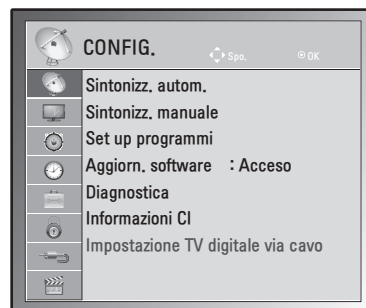 CONFIG.
Spo. OK
Sintonizz. autom.
Sintonizz. manuale
Set up programmi
Aggiorn. software : Acceso
Diagnostica
Informazioni CI
Impostazione TV digitale via cavo